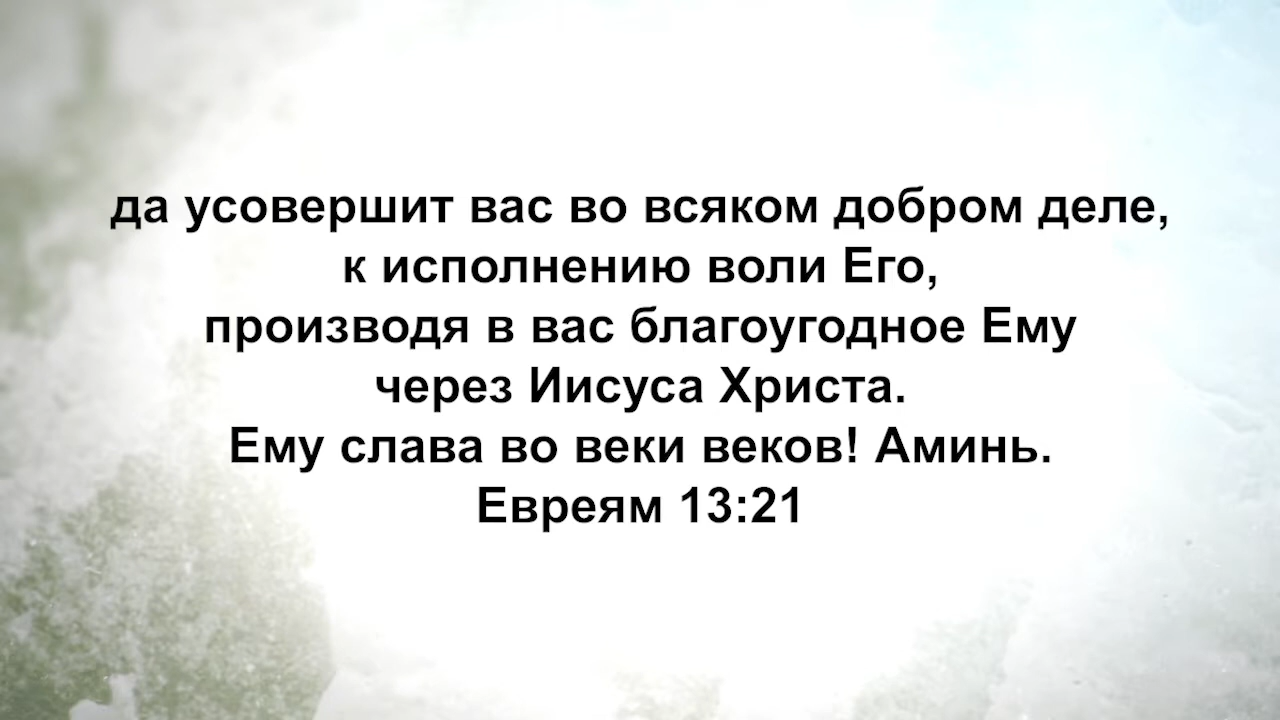 да усовершит вас во всяком добром деле,
к исполнению воли Его,
производя в вас благоугодное Ему
через Иисуса Христа.
Ему слава во веки веков! Аминь.
Евреям 13:21